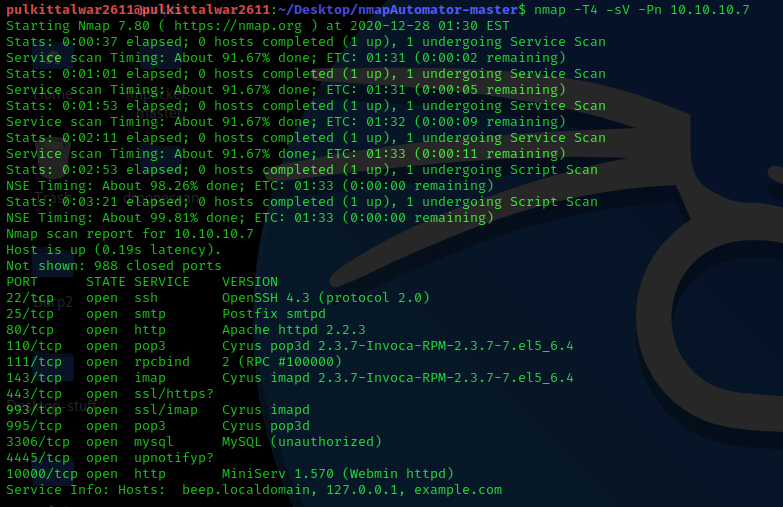 pulkittalwar2611@pulkittalwar2611:~/Desktop/nmapAutomator-master$ nmap -T4 -sV -Pn 10.10.10.7
Starting Nmap 7.80 ( https://nmap.org ) at 2020-12-28 01:30 EST
Stats: 0:00:37 elapsed; 0 hosts completed (1 up), 1 undergoing Service Scan
Service scan Timing: About 91.67% done; ETC: 01:31 (0:00:02 remaining)
Stats: 0:01:01 elapsed; 0 hosts completed (1 up), 1 undergoing Service Scan
Service scan Timing: About 91.67% done; ETC: 01:31 (0:00:05 remaining)
Stats: 0:01:53 elapsed; 0 hosts completed (1 up), 1 undergoing Service Scan
Service scan Timing: About 91.67% done; ETC: 01:32 (0:00:09 remaining)
Stats: 0:02:11 elapsed; 0 hosts completed (1 up), 1 undergoing Service Scan
Service scan Timing: About 91.67% done; ETC: 01:33 (0:00:11 remaining)
Stats: 0:02:53 elapsed; 0 hosts completed (1 up), 1 undergoing Script Scan
NSE Timing: About 98.26% done; ETC: 01:33 (0:00:00 remaining)
Stats: 0:03:21 elapsed; 0 hosts completed (1 up), 1 undergoing Script Scan
NSE Timing: About 99.81% done; ETC: 01:33 (0:00:00 remaining)
Nmap scan report for 10.10.10.7
Host is up (0.19s latency).
Not shown: 988 closed ports
PORT STATE SERVICE VERSION
22/tcp open ssh OpenSSH 4.3 (protocol 2.0)
25/tcp open smtp Postfix smtpd
80/tcp open http Apache httpd 2.2.3
110/tcp open pop3 Cyrus pop3d 2.3.7-Invoca-RPM-2.3.7-7.el5_6.4
111/tcp open rpcbind 2 (RPC #100000)
143/tcp open imap Cyrus imapd 2.3.7-Invoca-RPM-2.3.7-7.el5_6.4
443/tcp open ssl/https?
993/tcp open ssl/imap Cyrus imapd
995/tcp open pop3 Cyrus pop3d
3306/tcp open mysql MySQL (unauthorized)
4445/tcp open upnotifyp?
10000/tcp open http MiniServ 1.570 (Webmin httpd)
Service Info: Hosts: beep.localdomain, 127.0.0.1, example.com
Home
master
Trash
Burp2